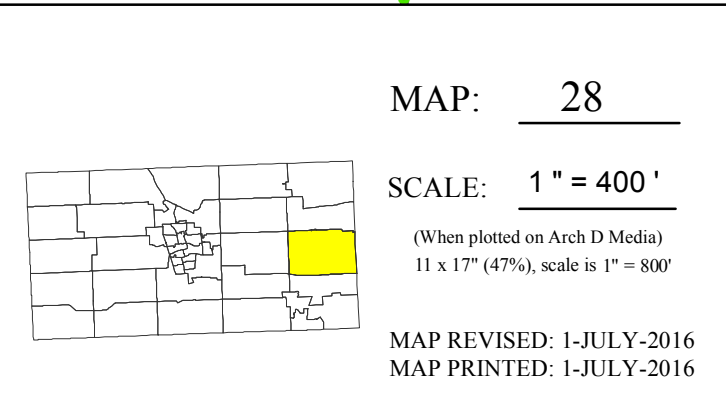 MAP: 28
SCALE: 1 " = 400 '
(When plotted on Arch D Media)
11 x 17" (47%), scale is 1" = 800'
MAP REVISED: 1-JULY-2016
MAP PRINTED: 1-JULY-2016